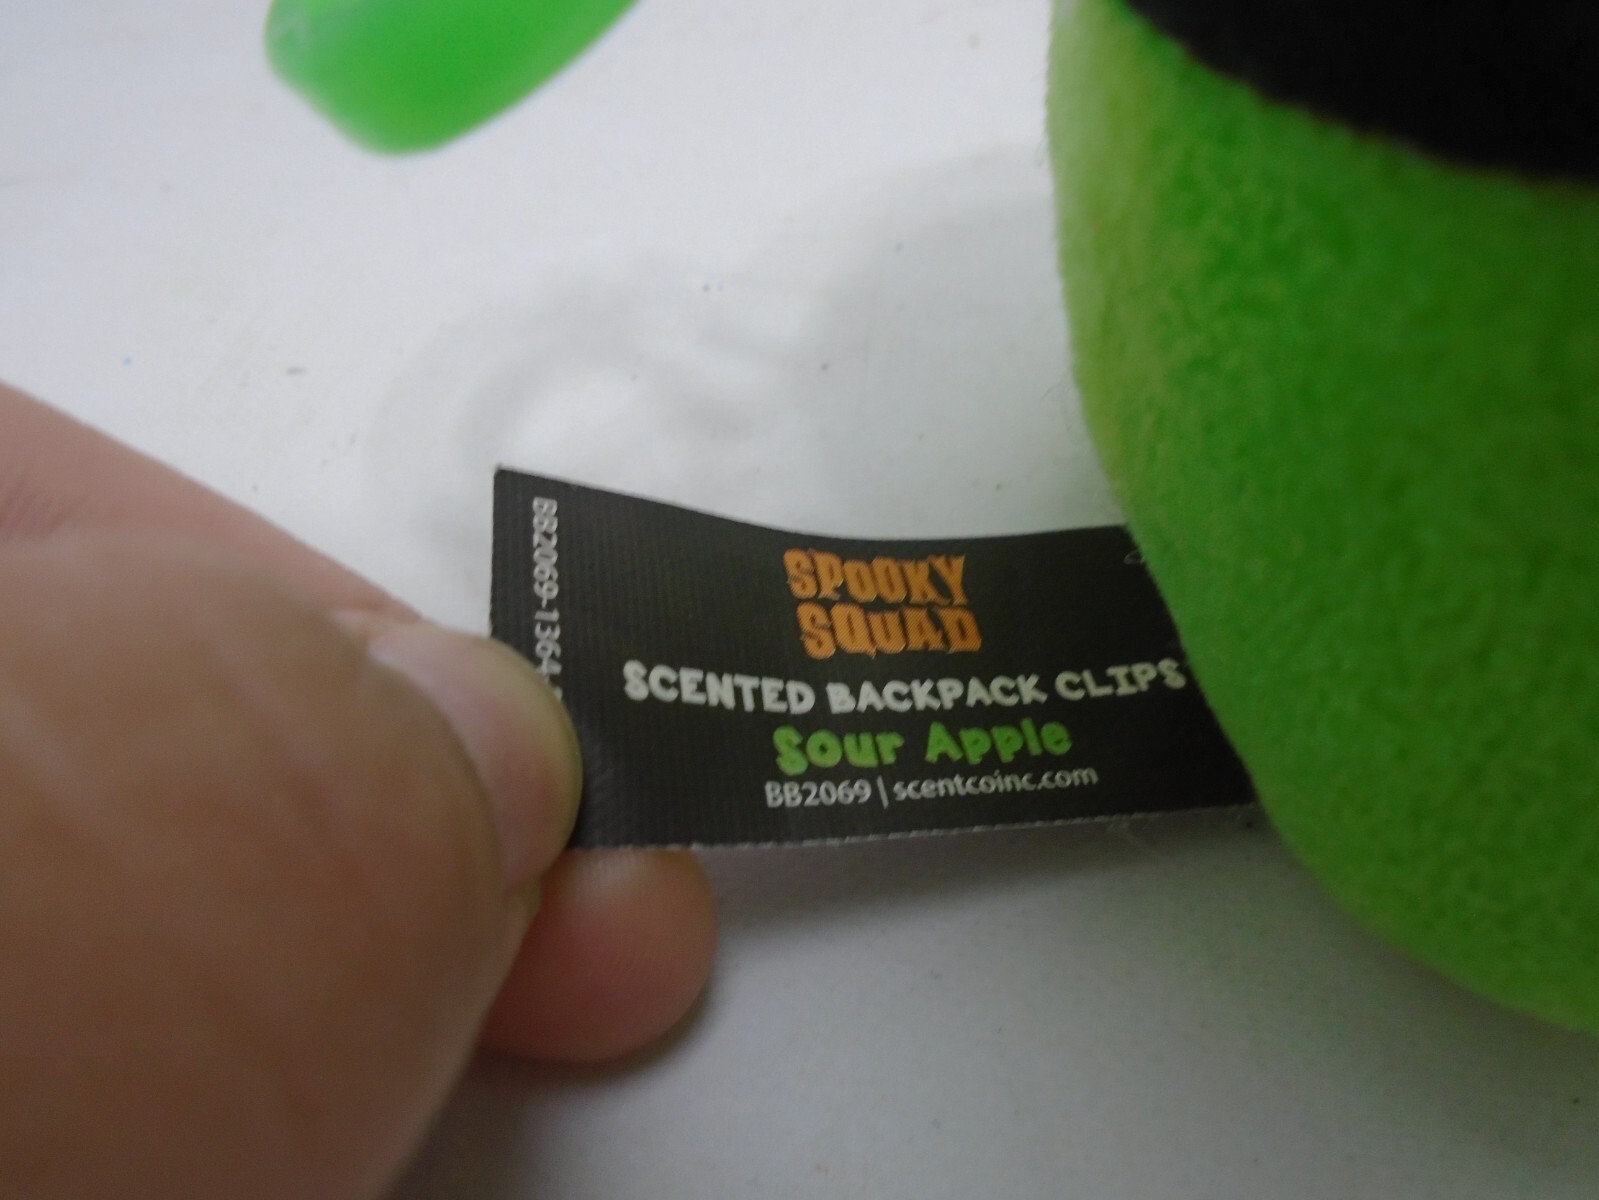 SPOOKY
SQUAD
SCENTED BACKPACK CLIPS
Sour Apple
BB2069 | scentcoinc.com
BB2069-1364-